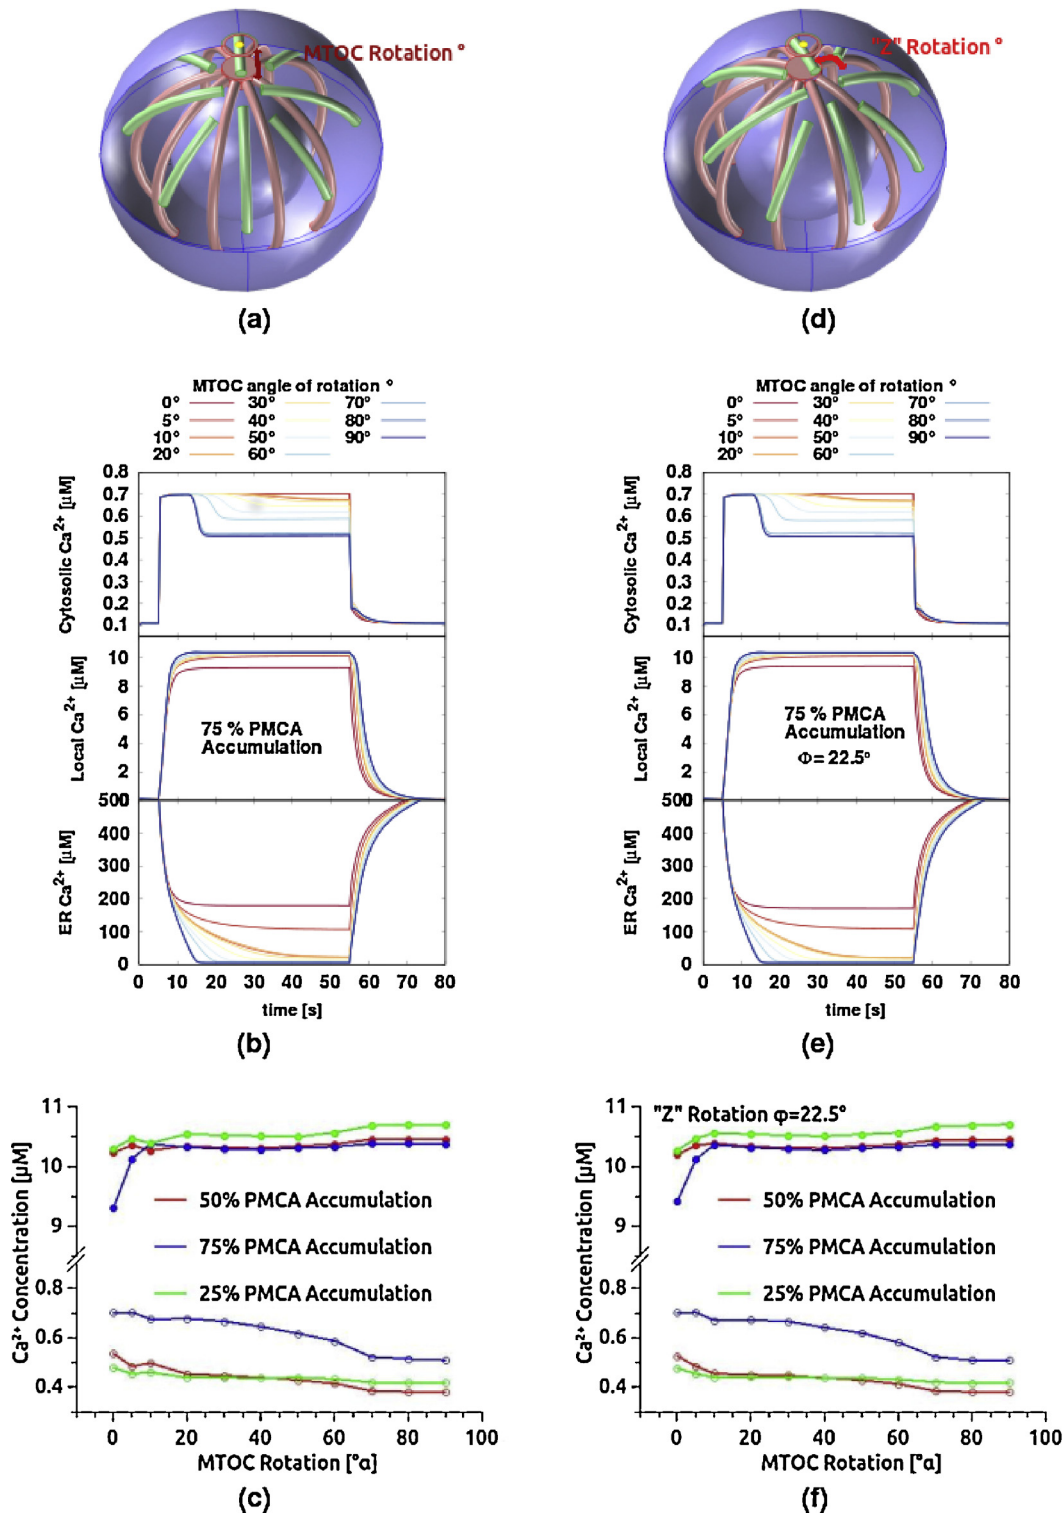 MTOC Rotation °
"Z" Rotation °
(a)
(d)
MTOC angle of rotation °
0° 30° 70°
5° 40° 80°
10° 50° 90°
20° 60°
0.8
0.7
0.6
0.5
0.4
0.3
0.2
0.1
Cytosolic Ca²⁺ [µM]
10
8
6
4
2
0
Local Ca²⁺ [µM]
75 % PMCA
Accumulation
500
400
300
200
100
0
ER Ca²⁺ [µM]
0 10 20 30 40 50 60 70 80
time [s]
(b)
MTOC angle of rotation °
0° 30° 70°
5° 40° 80°
10° 50° 90°
20° 60°
0.8
0.7
0.6
0.5
0.4
0.3
0.2
0.1
Cytosolic Ca²⁺ [µM]
10
8
6
4
2
0
Local Ca²⁺ [µM]
75 % PMCA
Accumulation
Φ= 22.5°
500
400
300
200
100
0
ER Ca²⁺ [µM]
0 10 20 30 40 50 60 70 80
time [s]
(e)
11
10
9
0.8
0.6
0.4
Ca²⁺ Concentration [µM]
50% PMCA Accumulation
75% PMCA Accumulation
25% PMCA Accumulation
0 20 40 60 80 100
MTOC Rotation [°α]
(c)
11
10
9
0.8
0.6
0.4
Ca²⁺ Concentration [µM]
"Z" Rotation φ=22.5°
50% PMCA Accumulation
75% PMCA Accumulation
25% PMCA Accumulation
0 20 40 60 80 100
MTOC Rotation [°α]
(f)